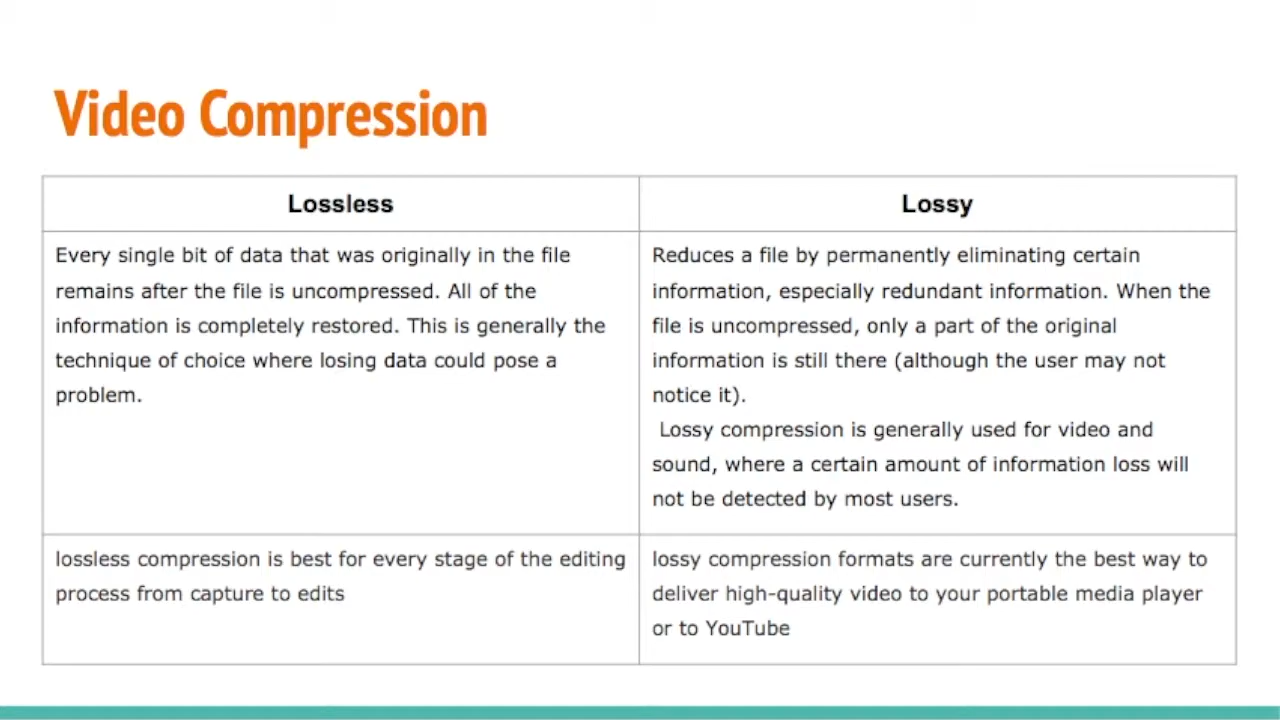 Video Compression
Lossless
Lossy
Every single bit of data that was originally in the file
remains after the file is uncompressed. All of the
information is completely restored. This is generally the
technique of choice where losing data could pose a
problem.
Reduces a file by permanently eliminating certain
information, especially redundant information. When the
file is uncompressed, only a part of the original
information is still there (although the user may not
notice it).
Lossy compression is generally used for video and
sound, where a certain amount of information loss will
not be detected by most users.
lossless compression is best for every stage of the editing
process from capture to edits
lossy compression formats are currently the best way to
deliver high-quality video to your portable media player
or to YouTube